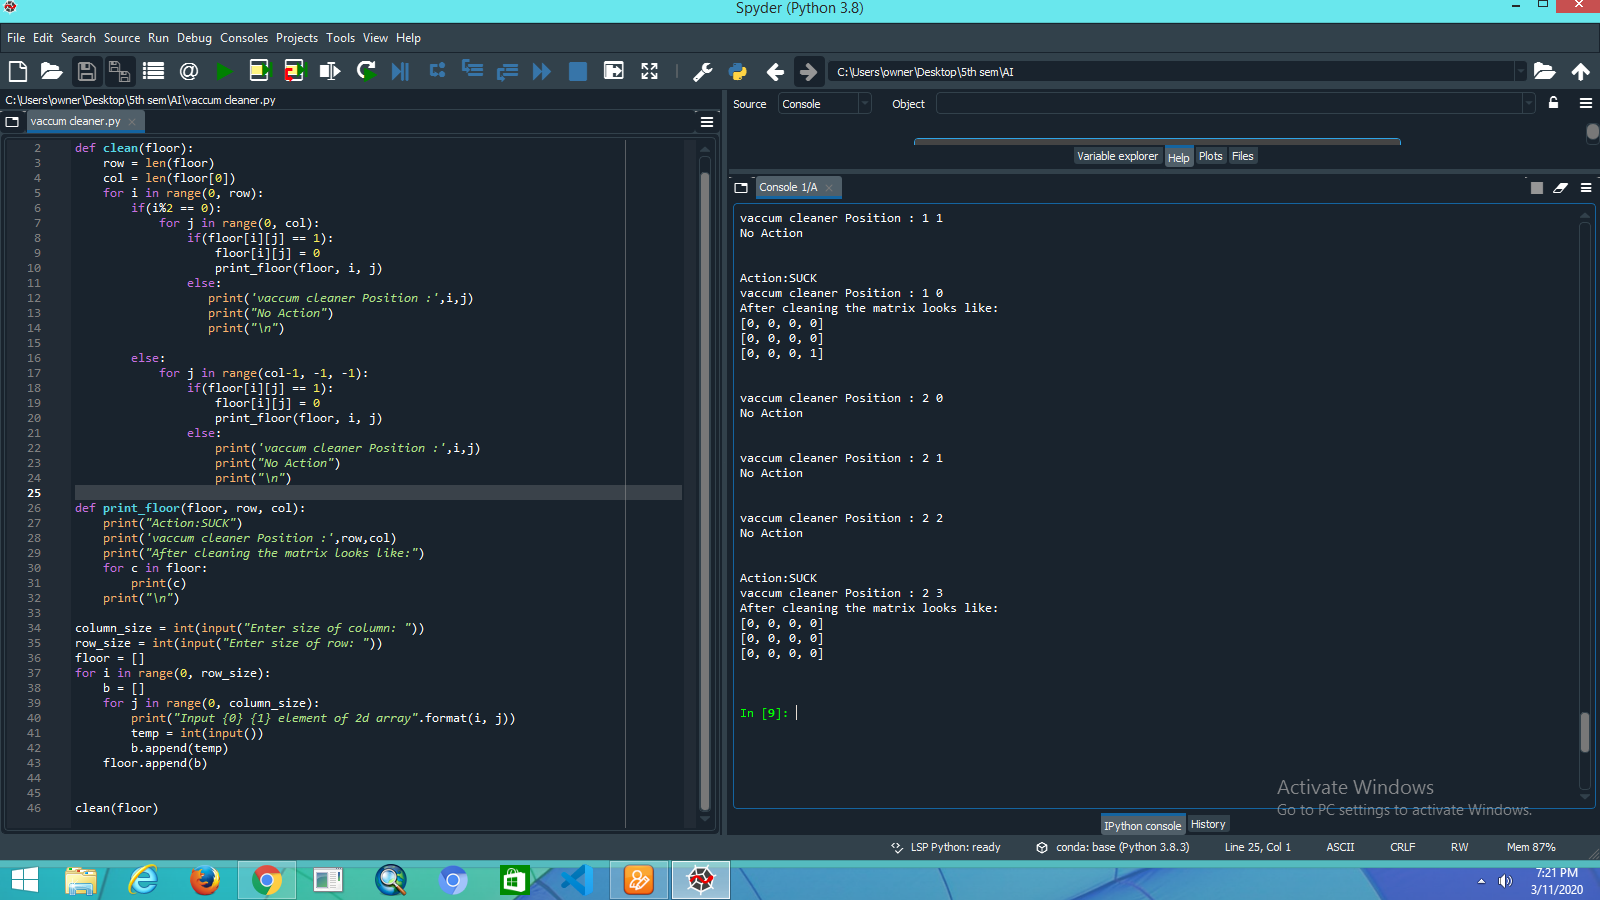 Spyder (Python 3.8)
File Edit Search Source Run Debug Consoles Projects Tools View Help
C:\Users\owner\Desktop\5th sem\AI
C:\Users\owner\Desktop\5th sem\AI\vaccum cleaner.py
vaccum cleaner.py
2 def clean(floor):
3     row = len(floor)
4     col = len(floor[0])
5     for i in range(0, row):
6         if(i%2 == 0):
7             for j in range(0, col):
8                 if(floor[i][j] == 1):
9                     floor[i][j] = 0
10                     print_floor(floor, i, j)
11                 else:
12                    print('vaccum cleaner Position :',i,j)
13                    print("No Action")
14                    print("\n")
15
16         else:
17             for j in range(col-1, -1, -1):
18                 if(floor[i][j] == 1):
19                     floor[i][j] = 0
20                     print_floor(floor, i, j)
21                 else:
22                     print('vaccum cleaner Position :',i,j)
23                     print("No Action")
24                     print("\n")
25
26 def print_floor(floor, row, col):
27     print("Action:SUCK")
28     print('vaccum cleaner Position :',row,col)
29     print("After cleaning the matrix looks like:")
30     for c in floor:
31         print(c)
32     print("\n")
33
34 column_size = int(input("Enter size of column: "))
35 row_size = int(input("Enter size of row: "))
36 floor = []
37 for i in range(0, row_size):
38     b = []
39     for j in range(0, column_size):
40         print("Input {0} {1} element of 2d array".format(i, j))
41         temp = int(input())
42         b.append(temp)
43     floor.append(b)
44
45
46 clean(floor)
Source Console Object
Variable explorer Help Plots Files
Console 1/A
vaccum cleaner Position : 1 1
No Action
Action:SUCK
vaccum cleaner Position : 1 0
After cleaning the matrix looks like:
[0, 0, 0, 0]
[0, 0, 0, 0]
[0, 0, 0, 1]
vaccum cleaner Position : 2 0
No Action
vaccum cleaner Position : 2 1
No Action
vaccum cleaner Position : 2 2
No Action
Action:SUCK
vaccum cleaner Position : 2 3
After cleaning the matrix looks like:
[0, 0, 0, 0]
[0, 0, 0, 0]
[0, 0, 0, 0]
In [9]:
Activate Windows
Go to PC settings to activate Windows.
IPython console History
LSP Python: ready conda: base (Python 3.8.3) Line 25, Col 1 ASCII CRLF RW Mem 87%
7:21 PM
3/11/2020